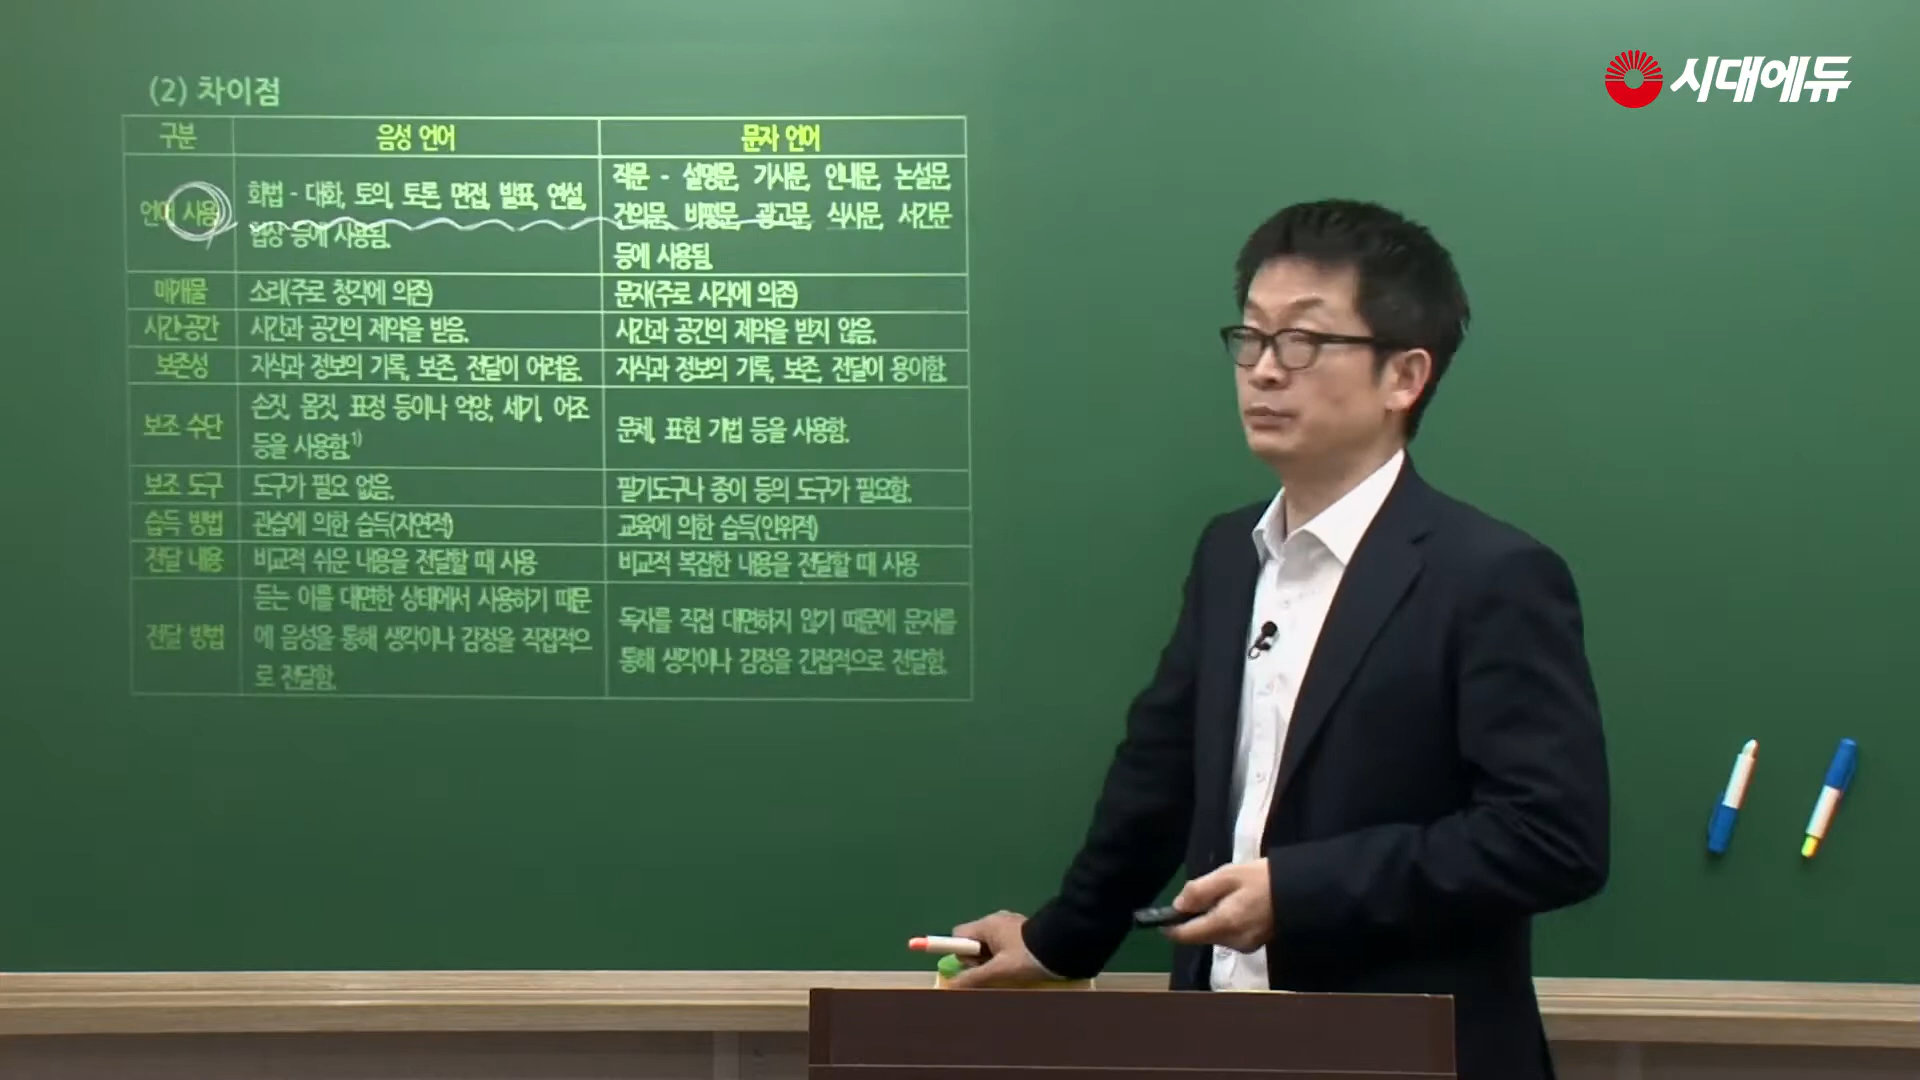 시대에듀
(2) 차이점
구분 음성 언어 문자 언어
언어 사용
화법 - 대화, 토의, 토론, 면접, 발표, 연설,
협상 등에 사용됨.
작문 - 설명문, 기사문, 안내문, 논설문,
건의문, 비평문, 광고문, 식사문, 서간문
등에 사용됨.
매개물 소리(주로 청각에 의존) 문자(주로 시각에 의존)
시간·공간 시간과 공간의 제약을 받음. 시간과 공간의 제약을 받지 않음.
보존성 지식과 정보의 기록, 보존, 전달이 어려움. 지식과 정보의 기록, 보존, 전달이 용이함.
보조 수단
손짓, 몸짓, 표정 등이나 억양, 세기, 어조
등을 사용함.1)
문체, 표현 기법 등을 사용함.
보조 도구 도구가 필요 없음. 필기도구나 종이 등의 도구가 필요함.
습득 방법 관습에 의한 습득(자연적) 교육에 의한 습득(인위적)
전달 내용 비교적 쉬운 내용을 전달할 때 사용 비교적 복잡한 내용을 전달할 때 사용
전달 방법
듣는 이를 대면한 상태에서 사용하기 때문
에 음성을 통해 생각이나 감정을 직접적으
로 전달함.
독자를 직접 대면하지 않기 때문에 문자를
통해 생각이나 감정을 간접적으로 전달함.